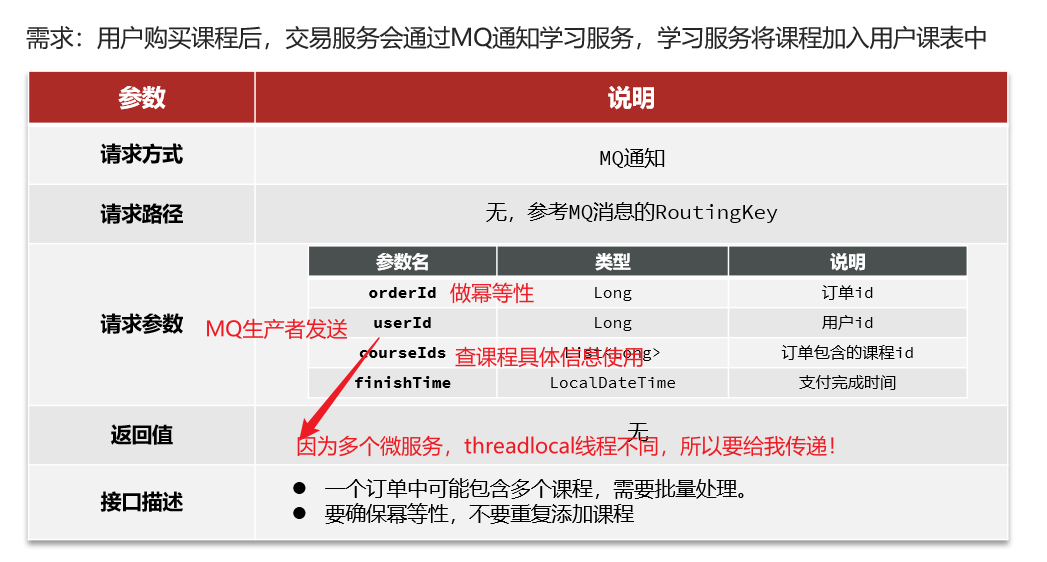 需求：用户购买课程后，交易服务会通过MQ通知学习服务，学习服务将课程加入用户课表中
参数 说明
请求方式 MQ通知
请求路径 无，参考MQ消息的RoutingKey
请求参数
参数名 类型 说明
orderId 做幂等性 Long 订单id
MQ生产者发送 userId Long 用户id
courseIds 查课程具体信息使用 List<Long> 订单包含的课程id
finishTime LocalDateTime 支付完成时间
返回值 无
因为多个微服务，threadlocal线程不同，所以要给我传递！
接口描述
● 一个订单中可能包含多个课程，需要批量处理。
● 要确保幂等性，不要重复添加课程